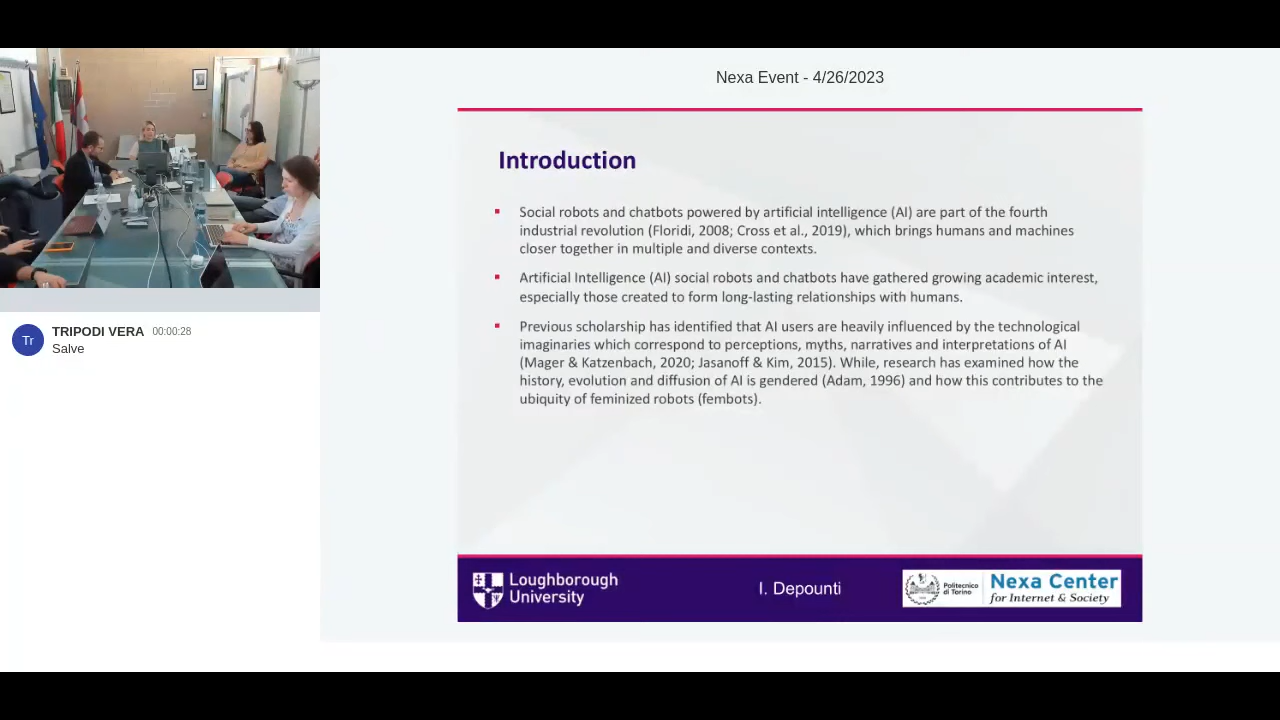 Nexa Event - 4/26/2023
Introduction
Social robots and chatbots powered by artificial intelligence (AI) are part of the fourth
industrial revolution (Floridi, 2008; Cross et al., 2019), which brings humans and machines
closer together in multiple and diverse contexts.
Artificial Intelligence (AI) social robots and chatbots have gathered growing academic interest,
especially those created to form long-lasting relationships with humans.
Previous scholarship has identified that AI users are heavily influenced by the technological
imaginaries which correspond to perceptions, myths, narratives and interpretations of AI
(Mager & Katzenbach, 2020; Jasanoff & Kim, 2015). While, research has examined how the
history, evolution and diffusion of AI is gendered (Adam, 1996) and how this contributes to the
ubiquity of feminized robots (fembots).
Loughborough
University
I. Depounti
Politecnico
di Torino
Nexa Center
for Internet & Society
Tr
TRIPODI VERA 00:00:28
Salve